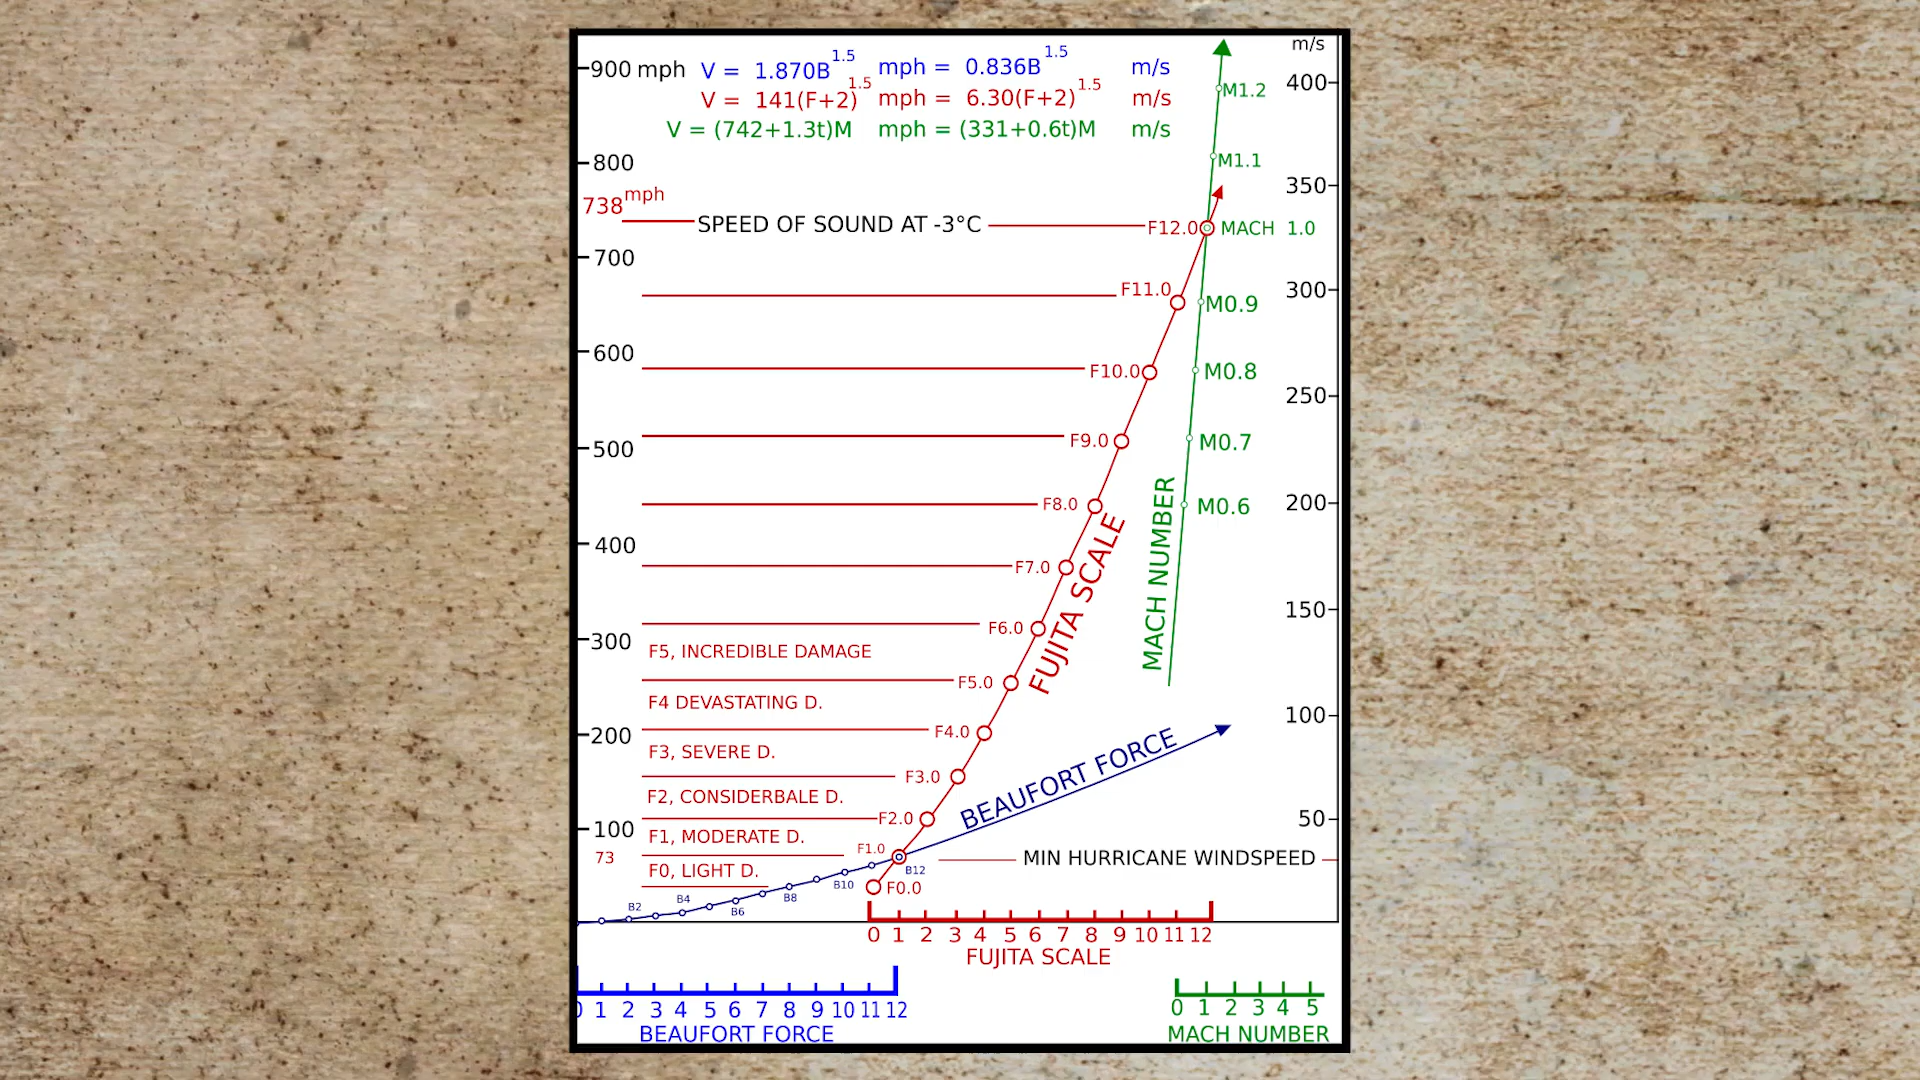 m/s
900 mph
V = 1.870B^1.5 mph = 0.836B^1.5 m/s
V = 141(F+2)^1.5 mph = 6.30(F+2)^1.5 m/s
V = (742+1.3t)M mph = (331+0.6t)M m/s
400
M1.2
800
M1.1
350
738 mph
SPEED OF SOUND AT -3°C
F12.0
MACH 1.0
700
300
F11.0
M0.9
600
F10.0
M0.8
250
500
F9.0
M0.7
200
F8.0
M0.6
400
F7.0
FUJITA SCALE
MACH NUMBER
150
300
F6.0
F5, INCREDIBLE DAMAGE
F5.0
F4 DEVASTATING D.
100
200
F4.0
F3, SEVERE D.
F3.0
BEAUFORT FORCE
F2, CONSIDERBALE D.
F2.0
50
100
F1, MODERATE D.
73
F1.0
MIN HURRICANE WINDSPEED
F0, LIGHT D.
B12
B10
F0.0
B8
B4
B2
B6
0 1 2 3 4 5 6 7 8 9 10 11 12
FUJITA SCALE
0 1 2 3 4 5 6 7 8 9 10 11 12
BEAUFORT FORCE
0 1 2 3 4 5
MACH NUMBER